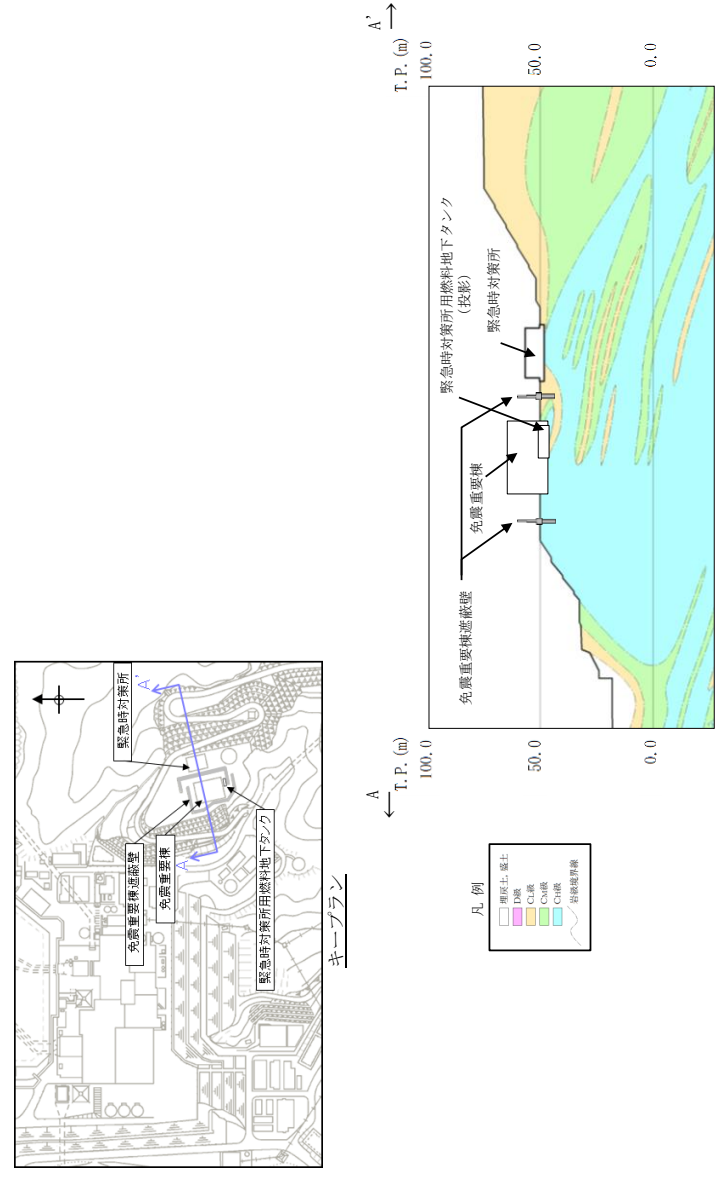 緊急時対策所
免震重要棟遮蔽壁
免震重要棟
緊急時対策所用燃料地下タンク
A
A'
キープラン
A
A'
T.P.(m)
100.0
50.0
0.0
T.P.(m)
100.0
50.0
0.0
免震重要棟遮蔽壁
免震重要棟
緊急時対策所用燃料地下タンク
(投影)
緊急時対策所
凡 例
埋戻土，盛土
D級
CL級
CM級
CH級
岩級境界線